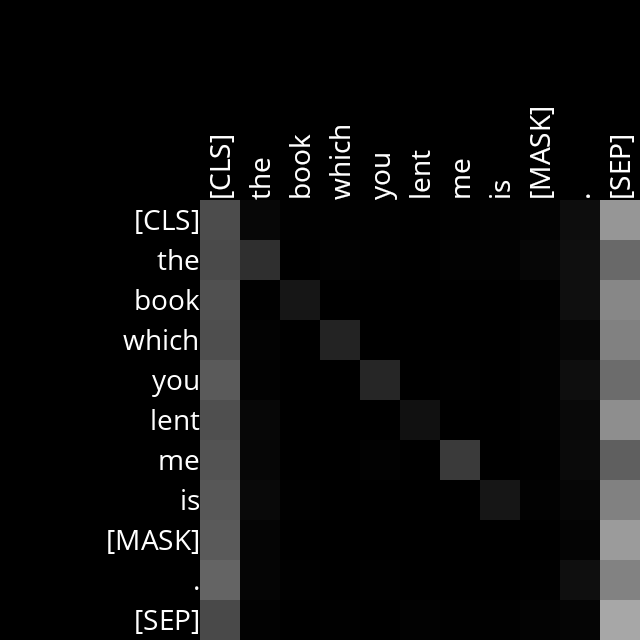 [CLS] the book which you lent me is [MASK] . [SEP]
[CLS]
the
book
which
you
lent
me
is
[MASK]
.
[SEP]